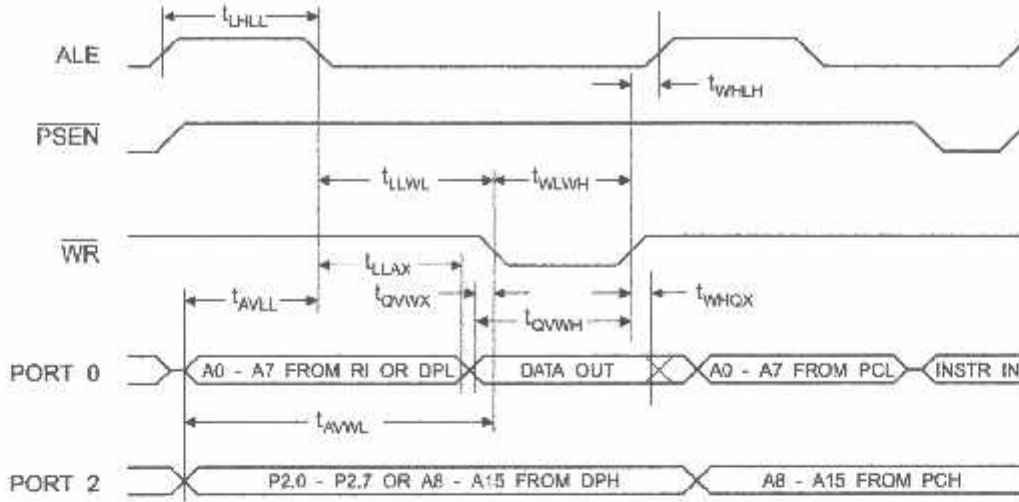 tLHLL
ALE
tWHLH
PSEN
tLLWL
tWLWH
WR
tLLAX
tAVLL
tQVWX
tWHQX
tQVWH
PORT 0
A0 - A7 FROM RI OR DPL
DATA OUT
A0 - A7 FROM PCL
INSTR IN
tAVWL
PORT 2
P2.0 - P2.7 OR A8 - A15 FROM DPH
A8 - A15 FROM PCH